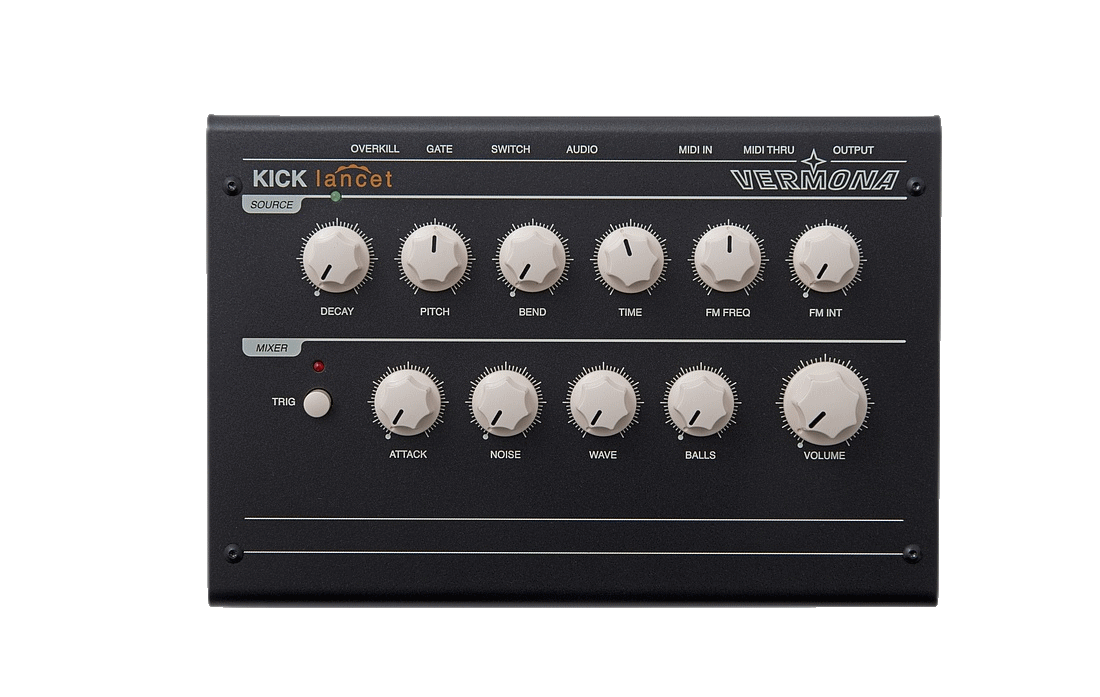 OVERKILL GATE SWITCH AUDIO MIDI IN MIDI THRU OUTPUT
KICK lancet VERMONA
SOURCE
DECAY PITCH BEND TIME FM FREQ FM INT
MIXER
TRIG
ATTACK NOISE WAVE BALLS VOLUME